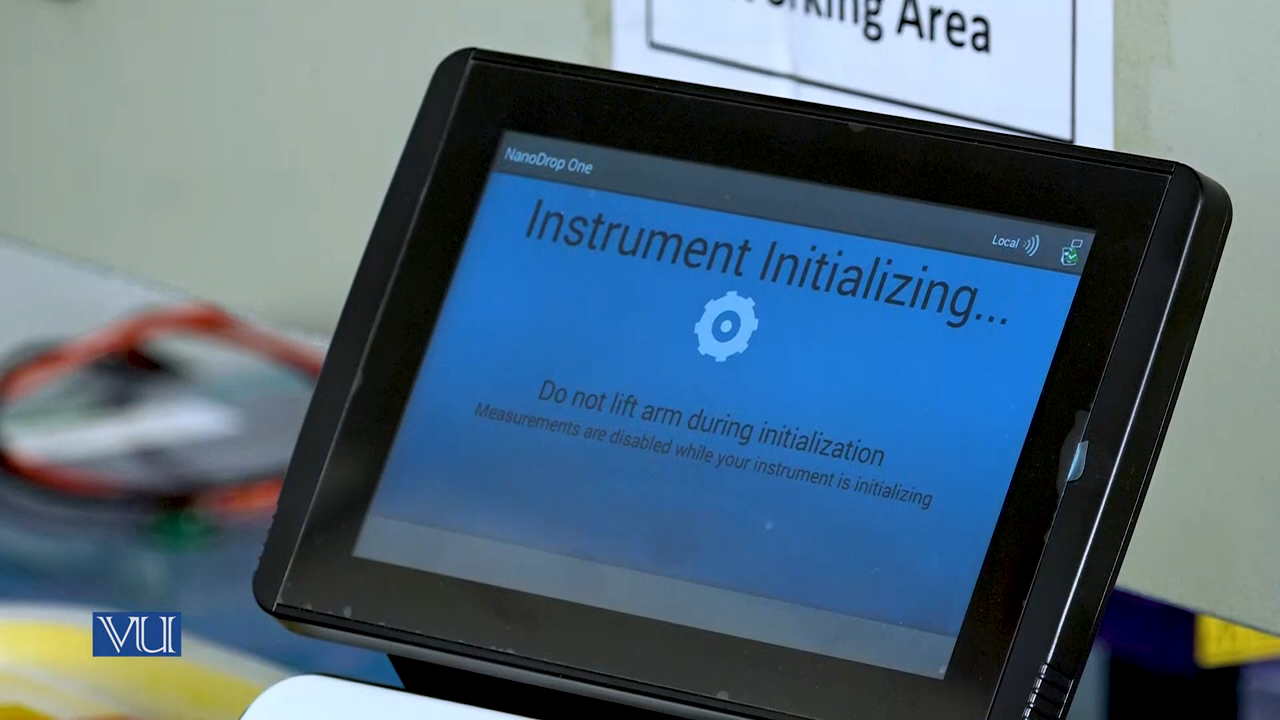 Area
NanoDrop One
Local
Instrument Initializing...
Do not lift arm during initialization
Measurements are disabled while your instrument is initializing
VU